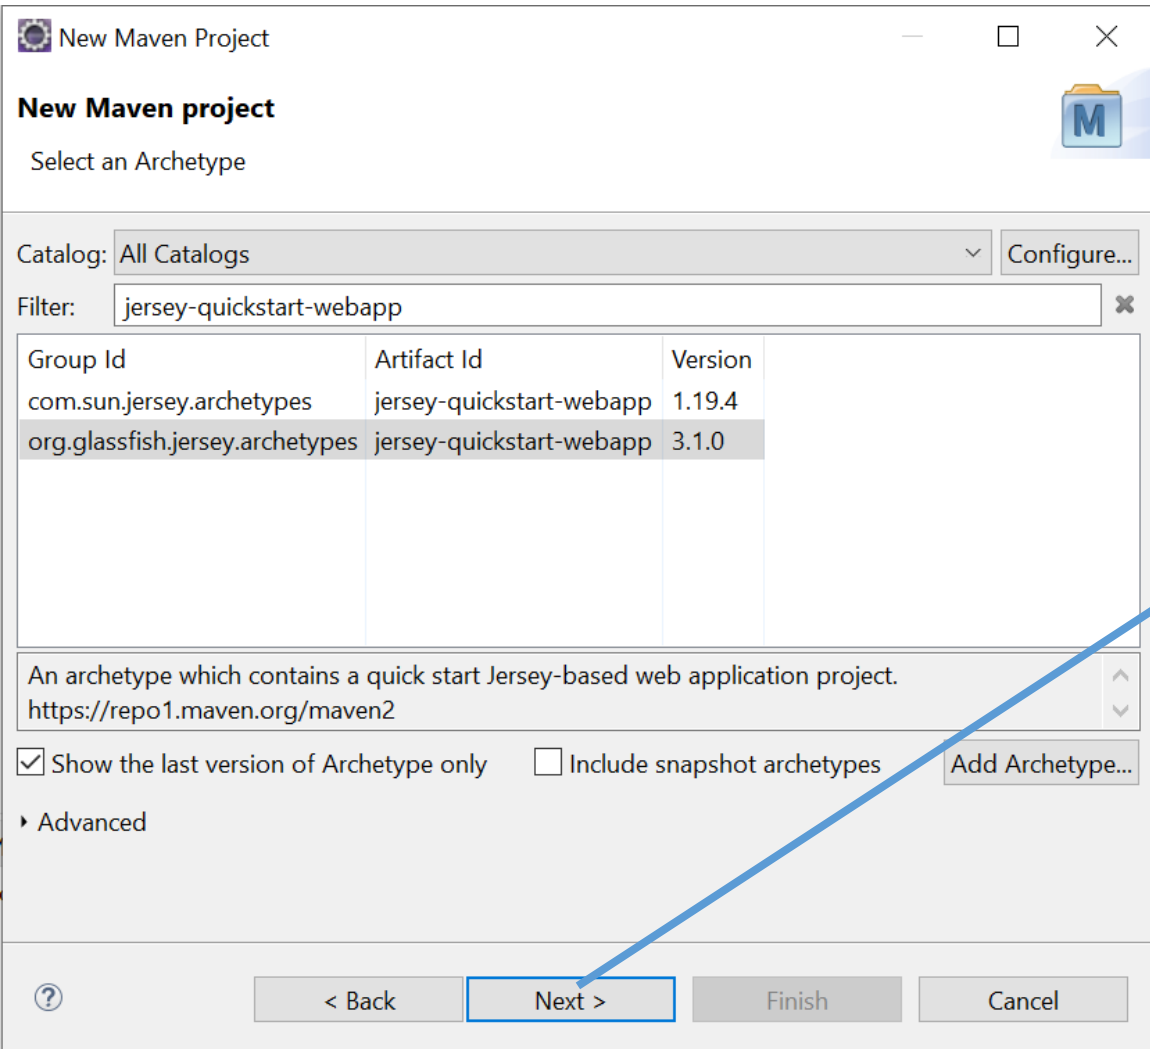 New Maven Project
New Maven project
M
Select an Archetype
Catalog: All Catalogs Configure...
Filter: jersey-quickstart-webapp
Group Id Artifact Id Version
com.sun.jersey.archetypes jersey-quickstart-webapp 1.19.4
org.glassfish.jersey.archetypes jersey-quickstart-webapp 3.1.0
An archetype which contains a quick start Jersey-based web application project.
https://repo1.maven.org/maven2
Show the last version of Archetype only Include snapshot archetypes Add Archetype...
Advanced
? < Back Next > Finish Cancel